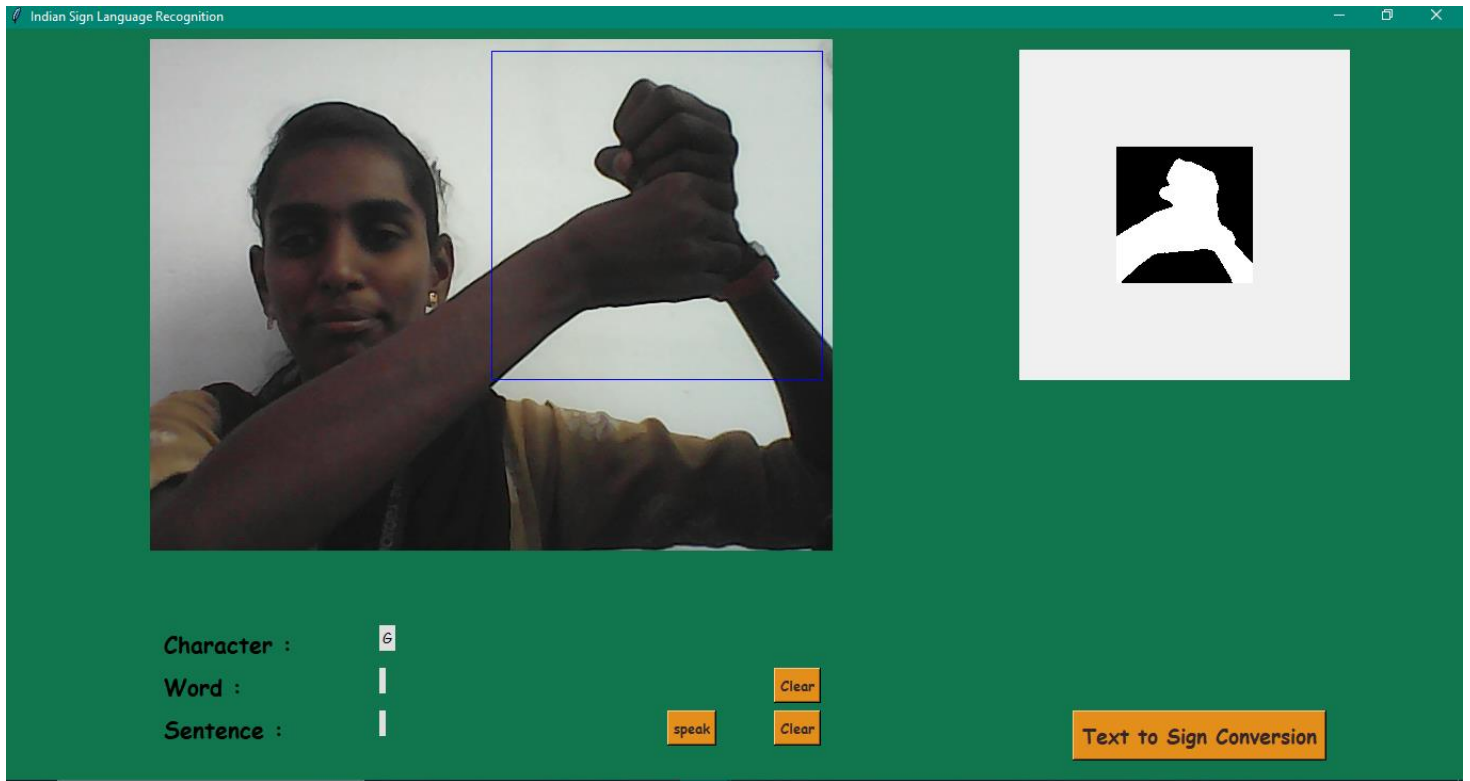 Indian Sign Language Recognition
Character : G
Word : Clear
Sentence : speak Clear
Text to Sign Conversion